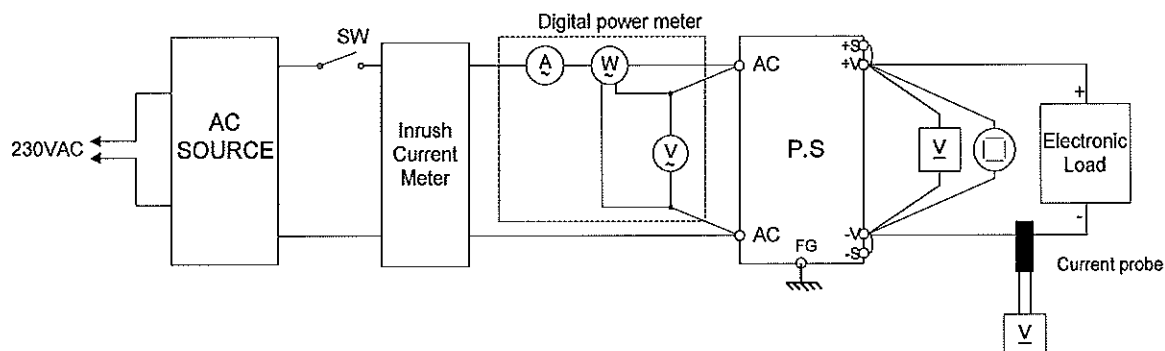 Digital power meter
SW
230VAC
AC
SOURCE
Inrush
Current
Meter
A
~
W
~
V
~
AC
AC
P.S
FG
+S
+V
-V
-S
V
+
Electronic
Load
-
Current probe
V